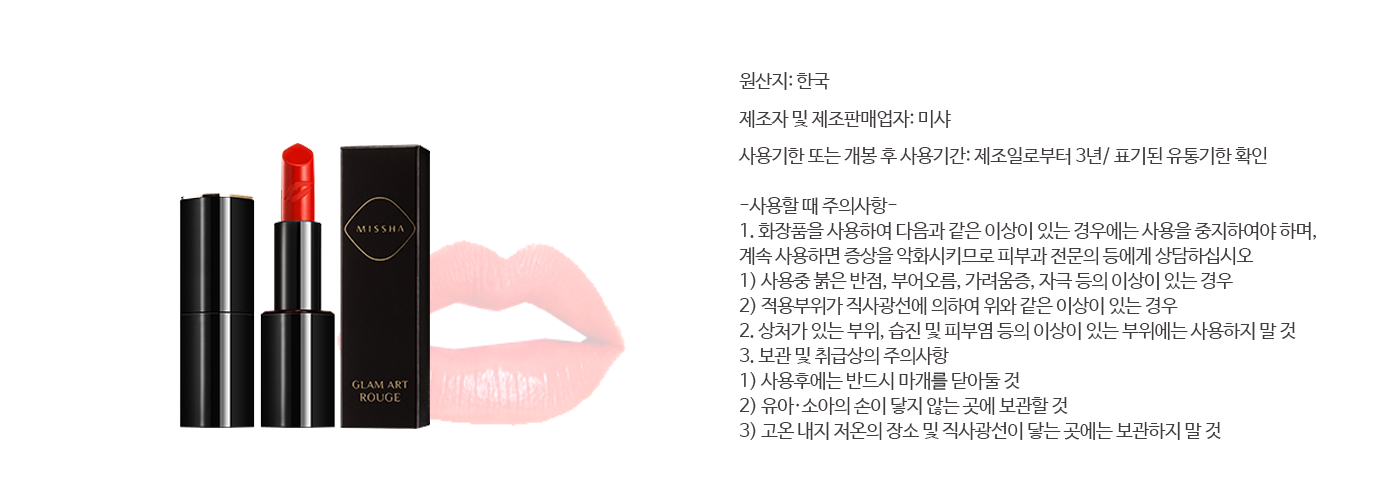 MISSHA
GLAM ART
ROUGE
원산지: 한국
제조자 및 제조판매업자: 미샤
사용기한 또는 개봉 후 사용기간: 제조일로부터 3년/ 표기된 유통기한 확인
-사용할 때 주의사항-
1. 화장품을 사용하여 다음과 같은 이상이 있는 경우에는 사용을 중지하여야 하며,
계속 사용하면 증상을 악화시키므로 피부과 전문의 등에게 상담하십시오
1) 사용중 붉은 반점, 부어오름, 가려움증, 자극 등의 이상이 있는 경우
2) 적용부위가 직사광선에 의하여 위와 같은 이상이 있는 경우
2. 상처가 있는 부위, 습진 및 피부염 등의 이상이 있는 부위에는 사용하지 말 것
3. 보관 및 취급상의 주의사항
1) 사용후에는 반드시 마개를 닫아둘 것
2) 유아·소아의 손이 닿지 않는 곳에 보관할 것
3) 고온 내지 저온의 장소 및 직사광선이 닿는 곳에는 보관하지 말 것